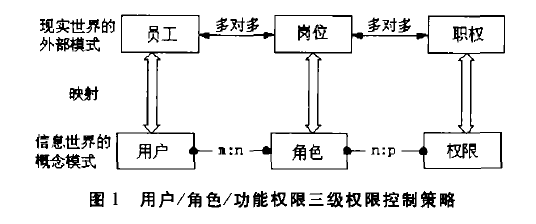 现实世界的
外部模式
员工
多对多
岗位
多对多
职权
映射
信息世界的
概念模式
用户
m:n
角色
n:p
权限
图 1 用户/角色/功能权限三级权限控制策略